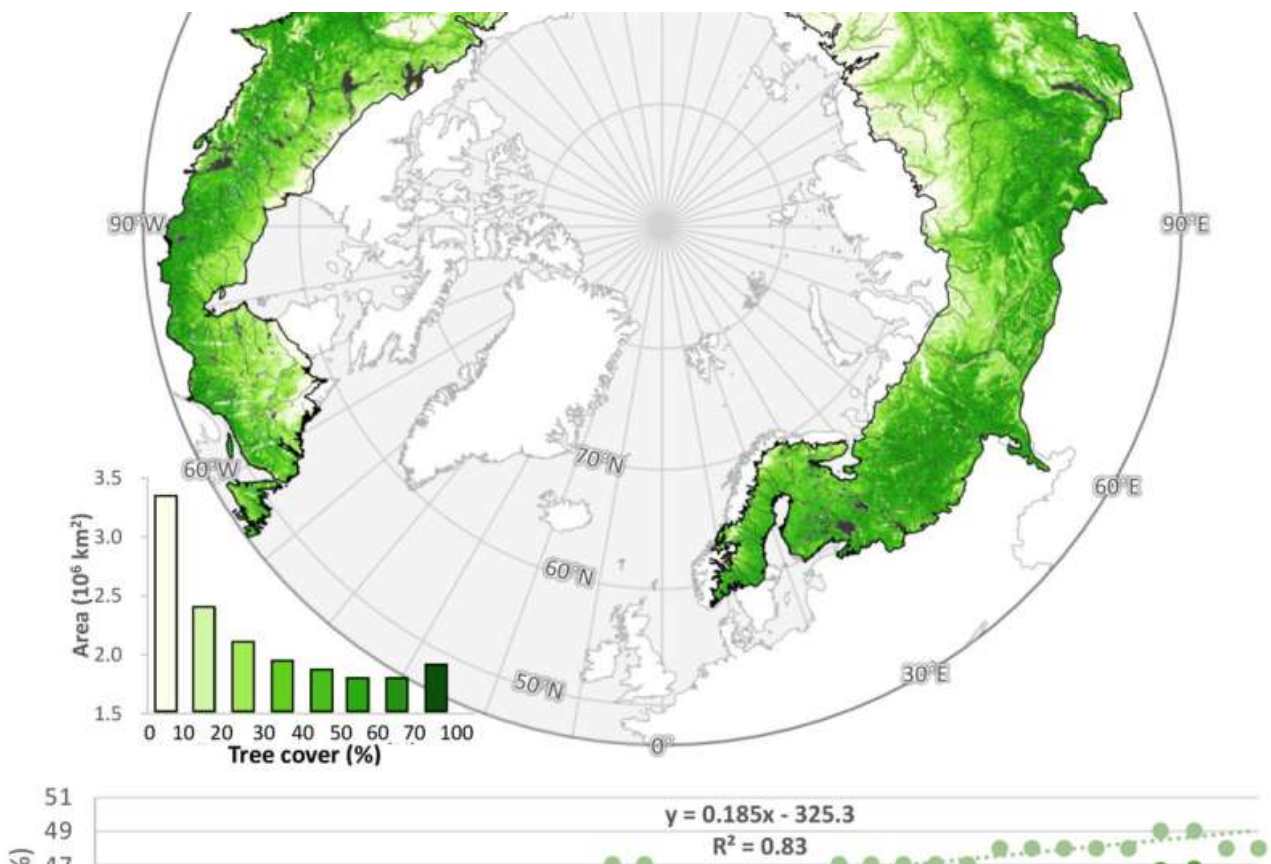 90°W
90°E
60°W
70°N
60°E
60°N
30°E
50°N
0°
3.5
3.0
2.5
2.0
1.5
Area (10⁶ km²)
0 10 20 30 40 50 60 70 100
Tree cover (%)
51
y = 0.185x - 325.3
49
R² = 0.83
47
%)